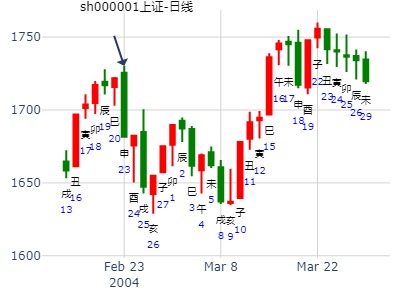 sh000001上证-日线
1750
1700
1650
1600
戌 13
丑 16
寅 17
卯 18
辰 19
巳 20
申 23
酉 24
戌 25
亥 26
子 27
卯 1
辰 2
巳 3
午 4
未 5
戌 8
亥 9
子 10
丑 11
寅 12
巳 15
午 16
未 17
申 18
酉 19
子 22
丑 23
寅 24
卯 25
辰 26
未 29
Feb 23
2004
Mar 8
Mar 22